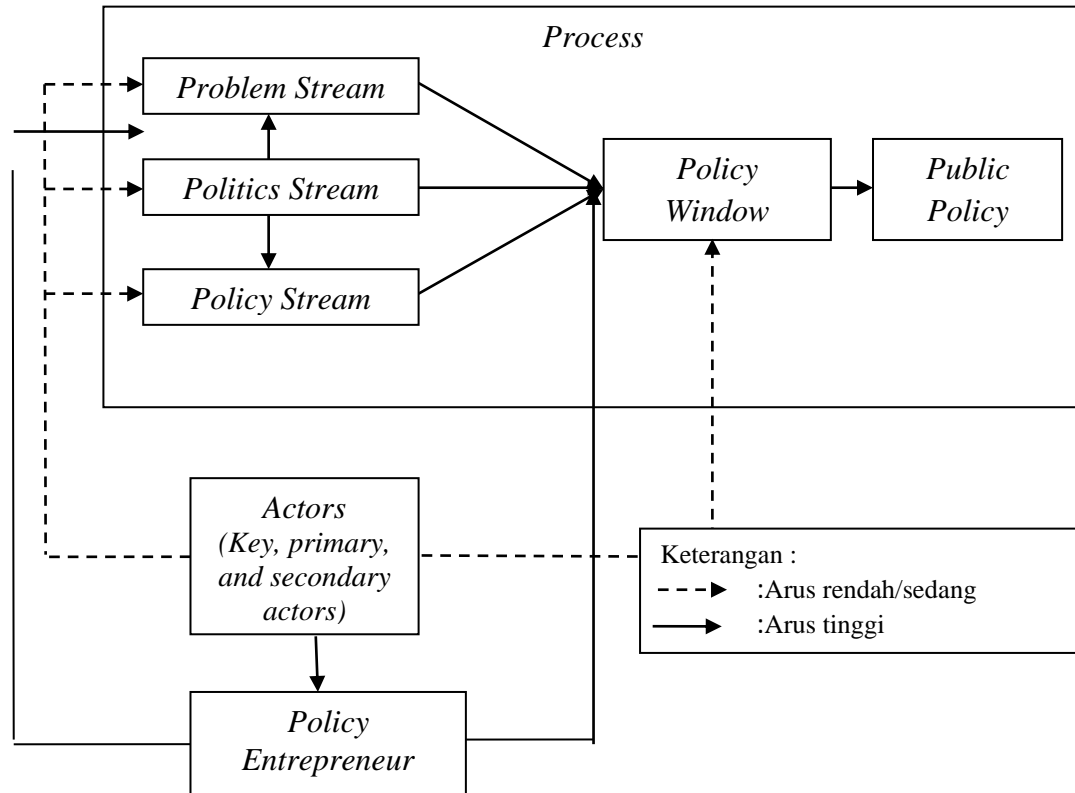 Process
Problem Stream
Politics Stream
Policy Stream
Policy
Window
Public
Policy
Actors
(Key, primary,
and secondary
actors)
Policy
Entrepreneur
Keterangan :
:Arus rendah/sedang
:Arus tinggi